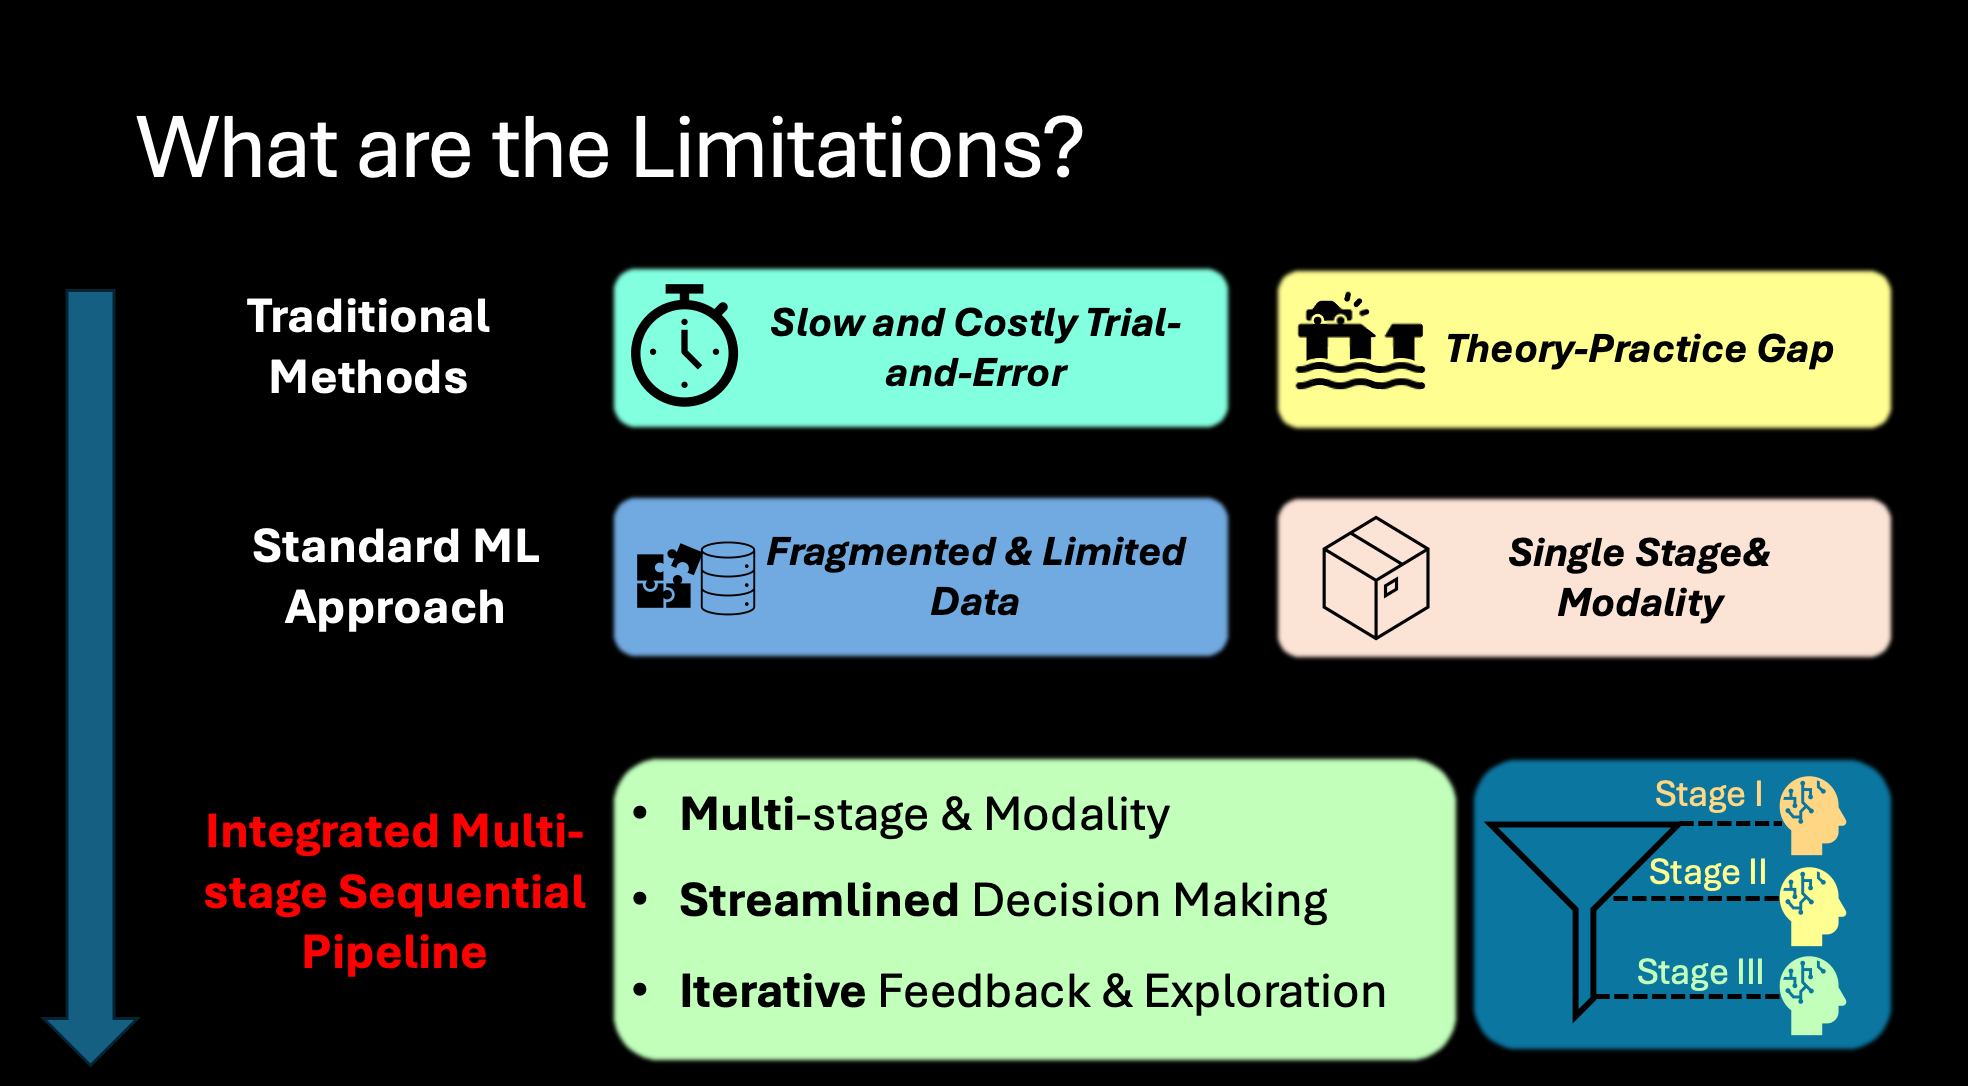 What are the Limitations?
Traditional
Methods
Slow and Costly Trial-
and-Error
Theory-Practice Gap
Standard ML
Approach
Fragmented & Limited
Data
Single Stage&
Modality
Integrated Multi-
stage Sequential
Pipeline
• Multi-stage & Modality
• Streamlined Decision Making
• Iterative Feedback & Exploration
Stage I
Stage II
Stage III